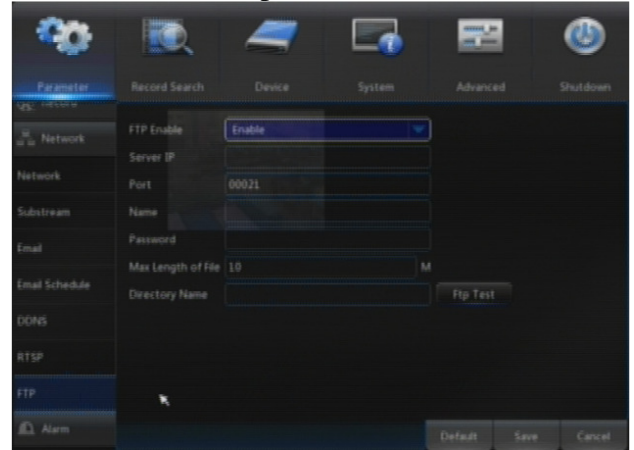 Parameter
Record Search
Device
System
Advanced
Shutdown
Record
Network
Network
Substream
Email
Email Schedule
DDNS
RTSP
FTP
Alarm
FTP Enable Enable
Server IP
Port 00021
Name
Password
Max Length of File 10 M
Directory Name Ftp Test
Default Save Cancel